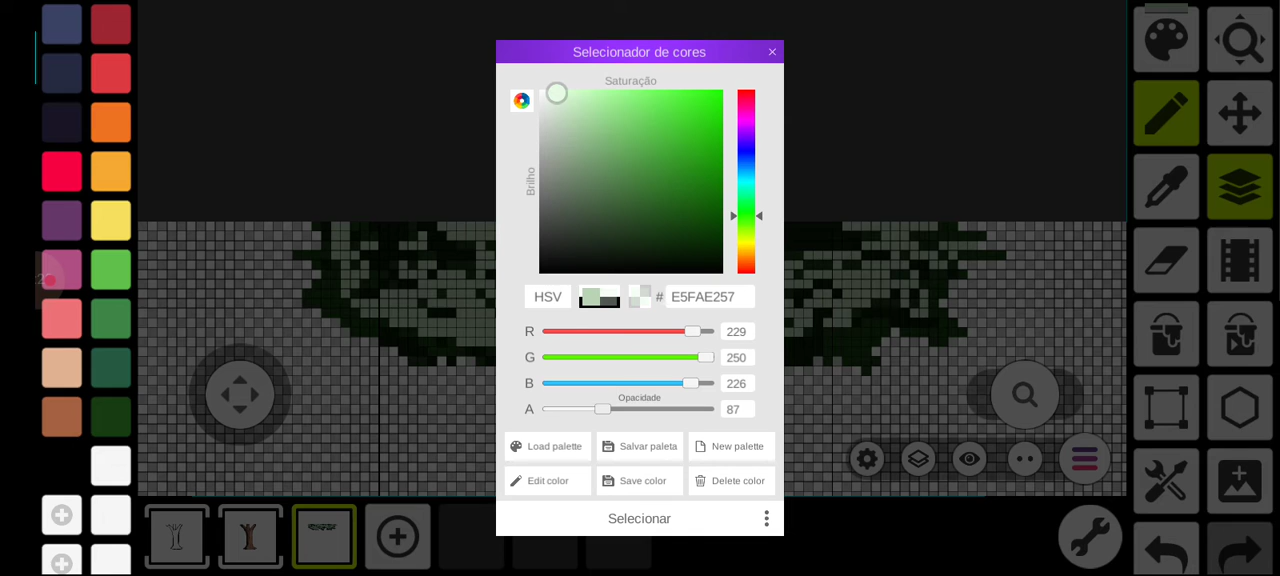 Selecionador de cores
Saturação
Brilho
HSV
# E5FAE257
R 229
G 250
B 226
Opacidade
A 87
Load palette
Salvar paleta
New palette
Edit color
Save color
Delete color
Selecionar